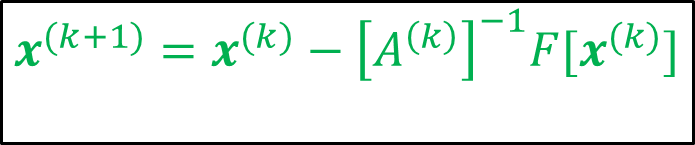 𝒙^(k+1) = 𝒙^(k) − [A^(k)]^−1 F[𝒙^(k)]